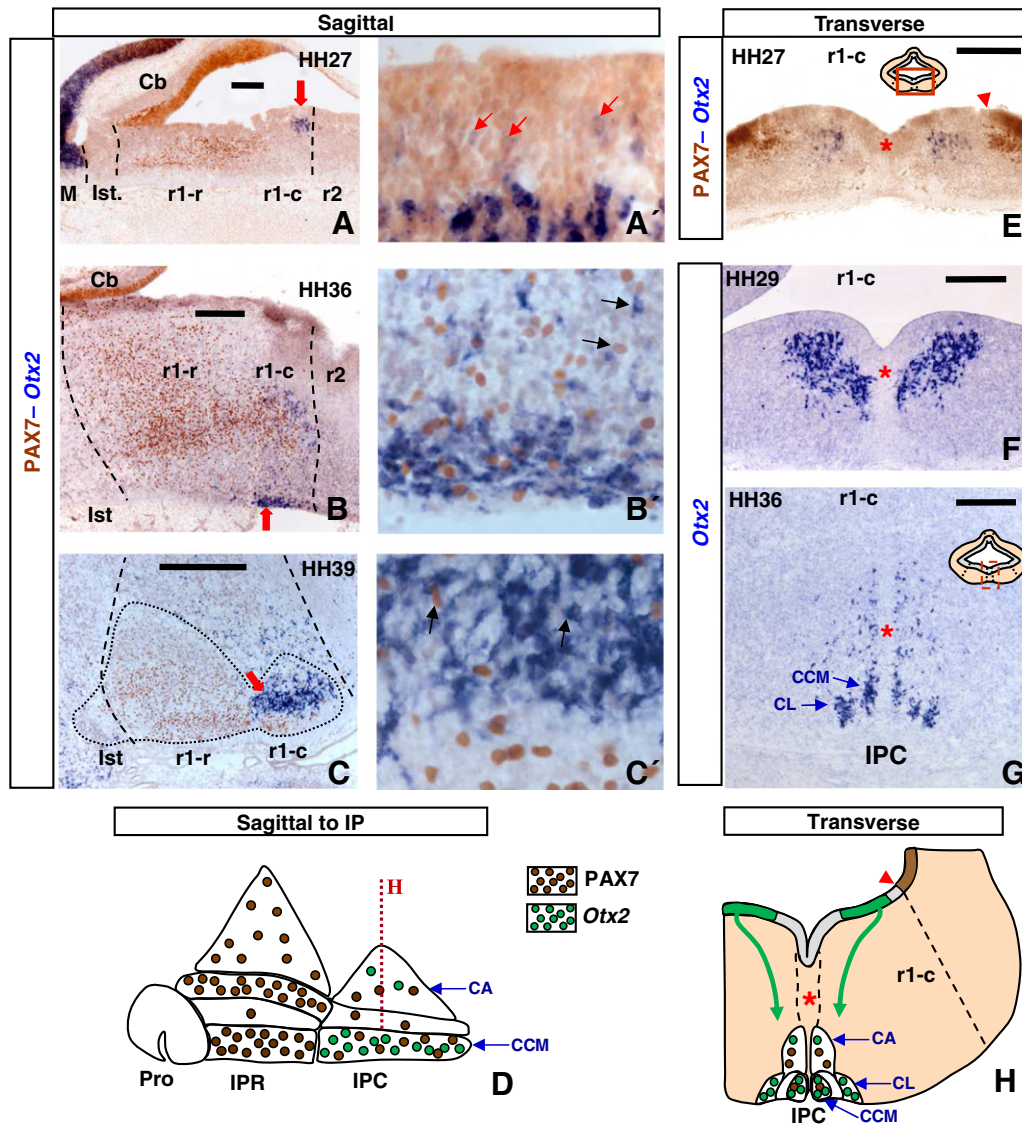 Sagittal
Transverse
PAX7– Otx2
HH27
Cb
M
Ist.
r1-r
r1-c
r2
A
A´
HH36
Cb
r1-r
r1-c
r2
Ist
B
B´
HH39
Ist
r1-r
r1-c
C
C´
PAX7– Otx2
HH27
r1-c
*
E
Otx2
HH29
r1-c
*
F
HH36
r1-c
*
CCM
CL
IPC
G
Sagittal to IP
PAX7
Otx2
H
CA
CCM
Pro
IPR
IPC
D
Transverse
r1-c
*
CA
CL
CCM
IPC
H